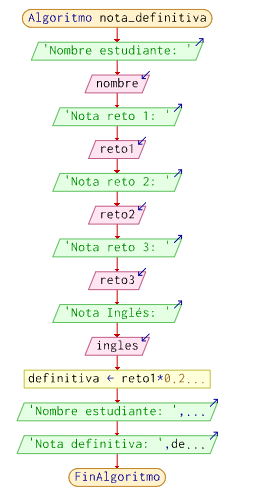 Algoritmo nota_definitiva
'Nombre estudiante: '
nombre
'Nota reto 1: '
reto1
'Nota reto 2: '
reto2
'Nota reto 3: '
reto3
'Nota Inglés: '
ingles
definitiva ← reto1*0,2...
'Nombre estudiante: ',...
'Nota definitiva: ',de...
FinAlgoritmo